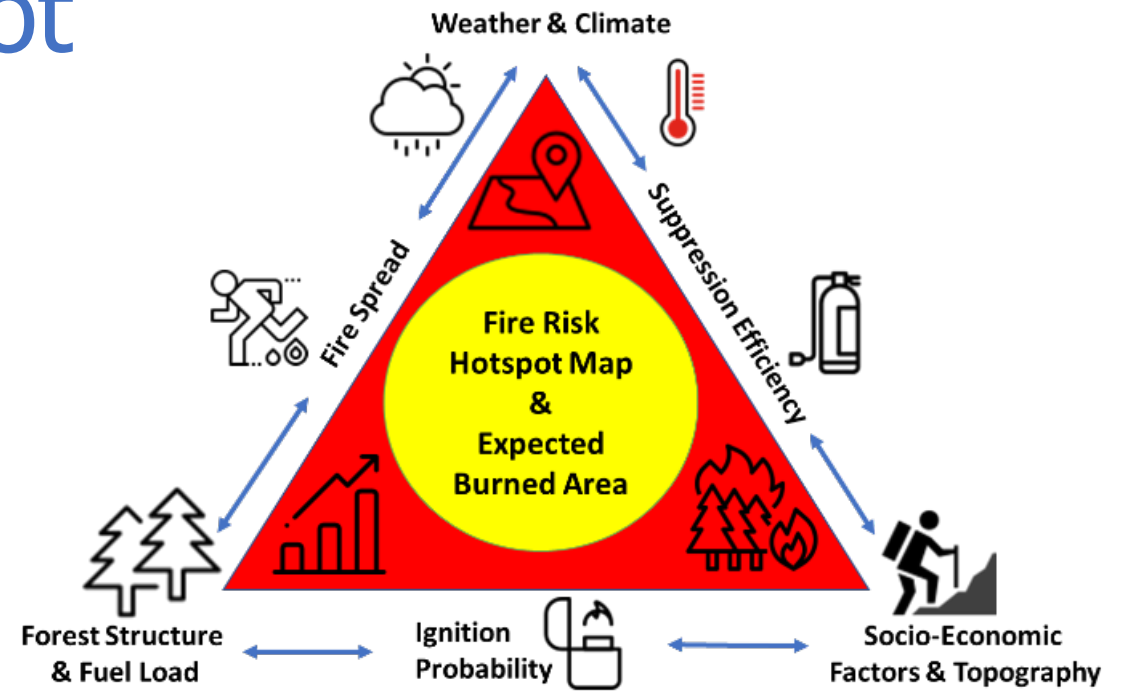 pt
Weather & Climate
Fire Spread
Suppression Efficiency
Fire Risk
Hotspot Map
&
Expected
Burned Area
Forest Structure
& Fuel Load
Ignition
Probability
Socio-Economic
Factors & Topography